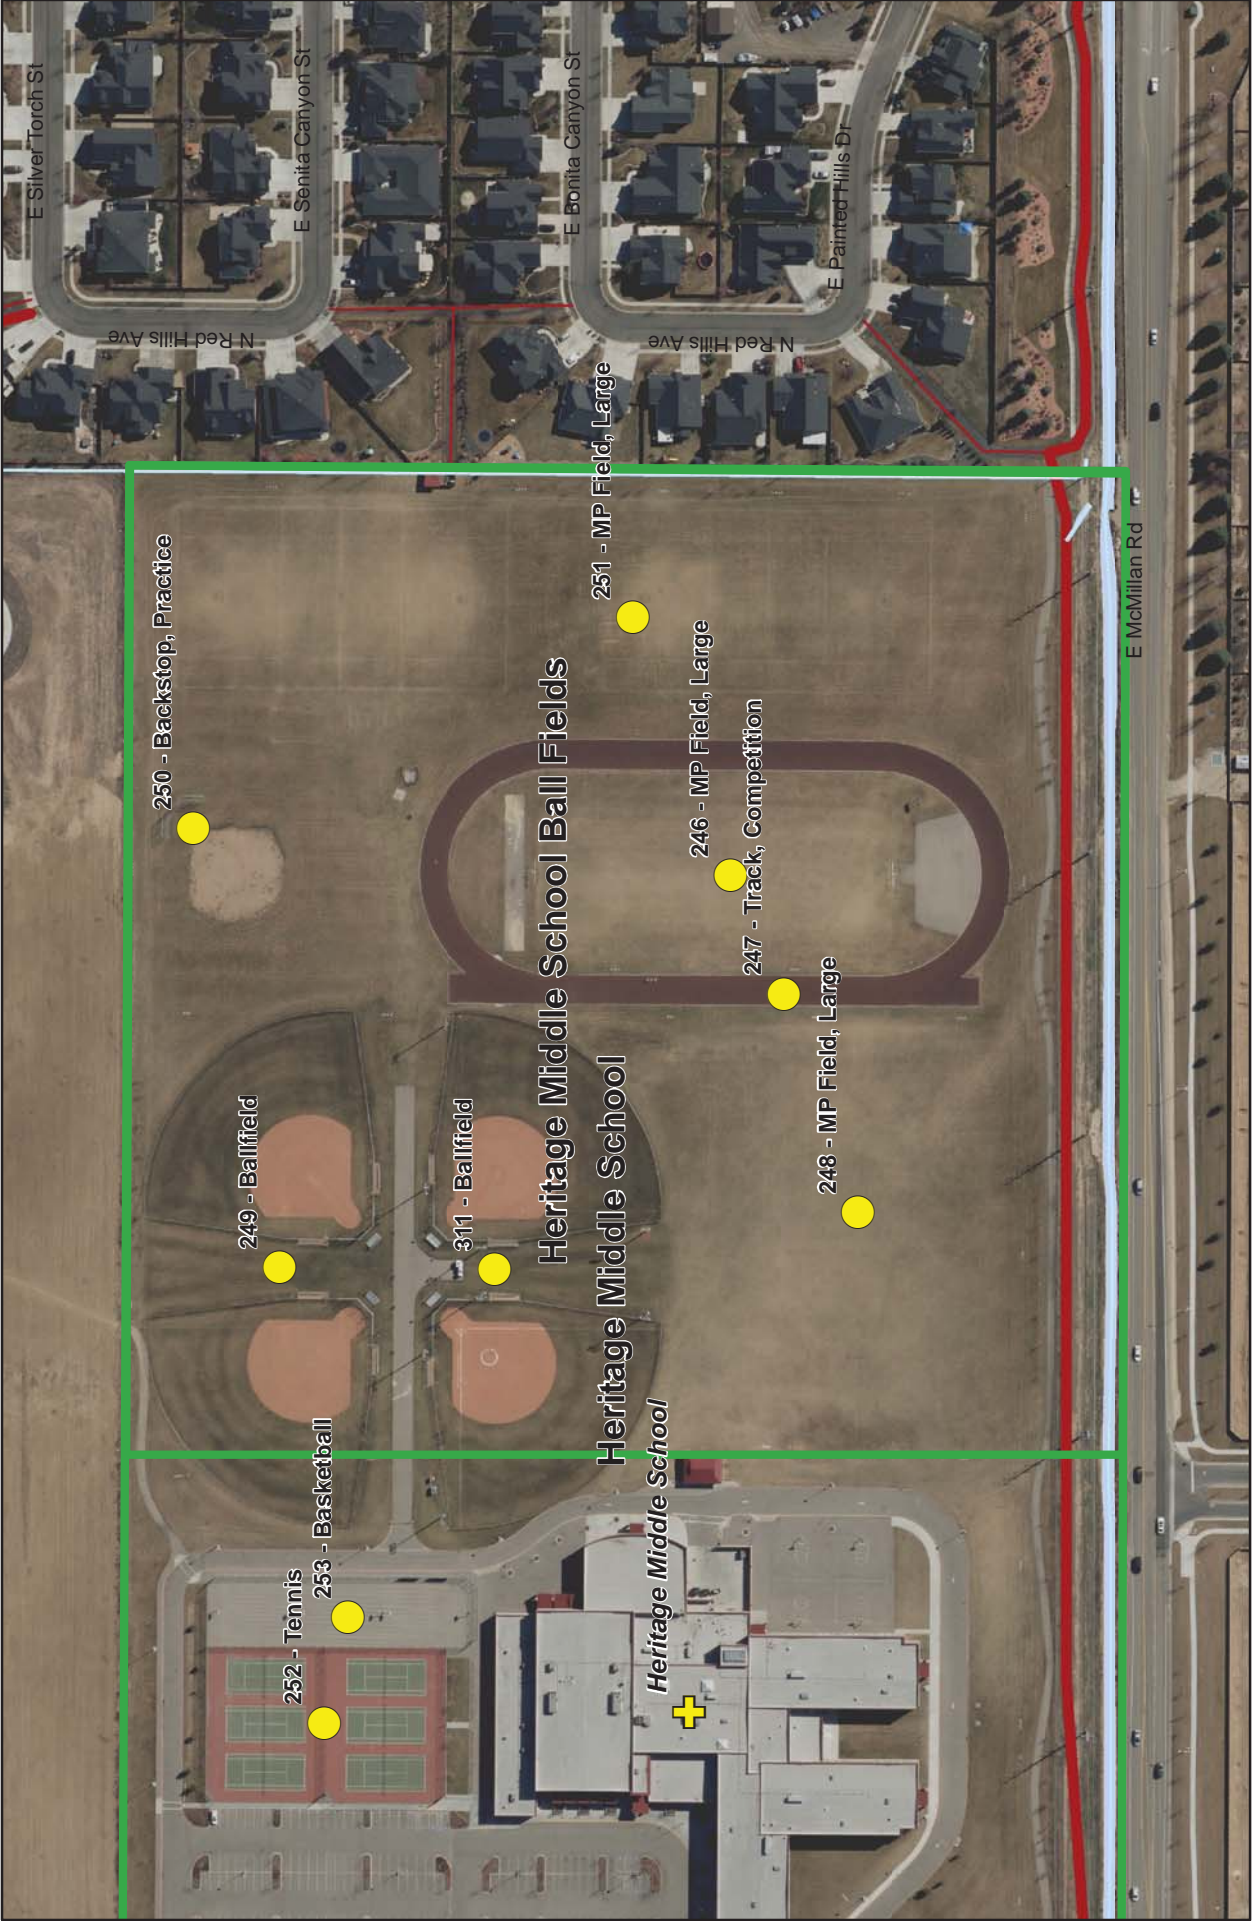 E Silver Torch St
E Senita Canyon St
E Bonita Canyon St
E Painted Hills Dr
N Red Hills Ave
N Red Hills Ave
250 - Backstop, Practice
251 - MP Field, Large
246 - MP Field, Large
247 - Track, Competition
248 - MP Field, Large
249 - Ballfield
311 - Ballfield
Heritage Middle School Ball Fields
Heritage Middle School
253 - Basketball
252 - Tennis
Heritage Middle School
E McMillan Rd